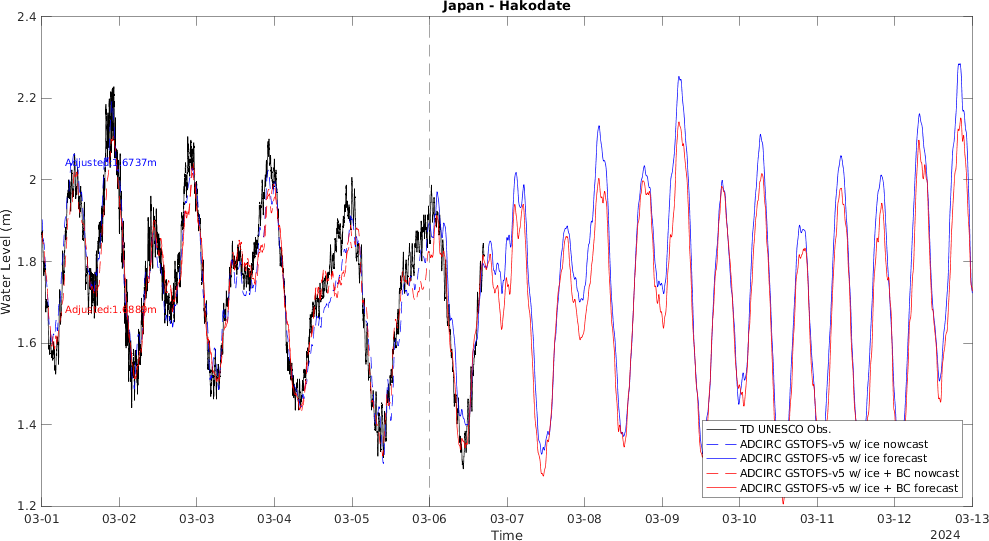 Japan - Hakodate
Water Level (m)
2.4
2.2
2
1.8
1.6
1.4
1.2
Adjusted:1.6737m
TD UNESCO Obs.
ADCIRC GSTOFS-v5 w/ ice nowcast
ADCIRC GSTOFS-v5 w/ ice forecast
ADCIRC GSTOFS-v5 w/ ice + BC nowcast
ADCIRC GSTOFS-v5 w/ ice + BC forecast
03-01 03-02 03-03 03-04 03-05 03-06 03-07 03-08 03-09 03-10 03-11 03-12 03-13
Time
2024